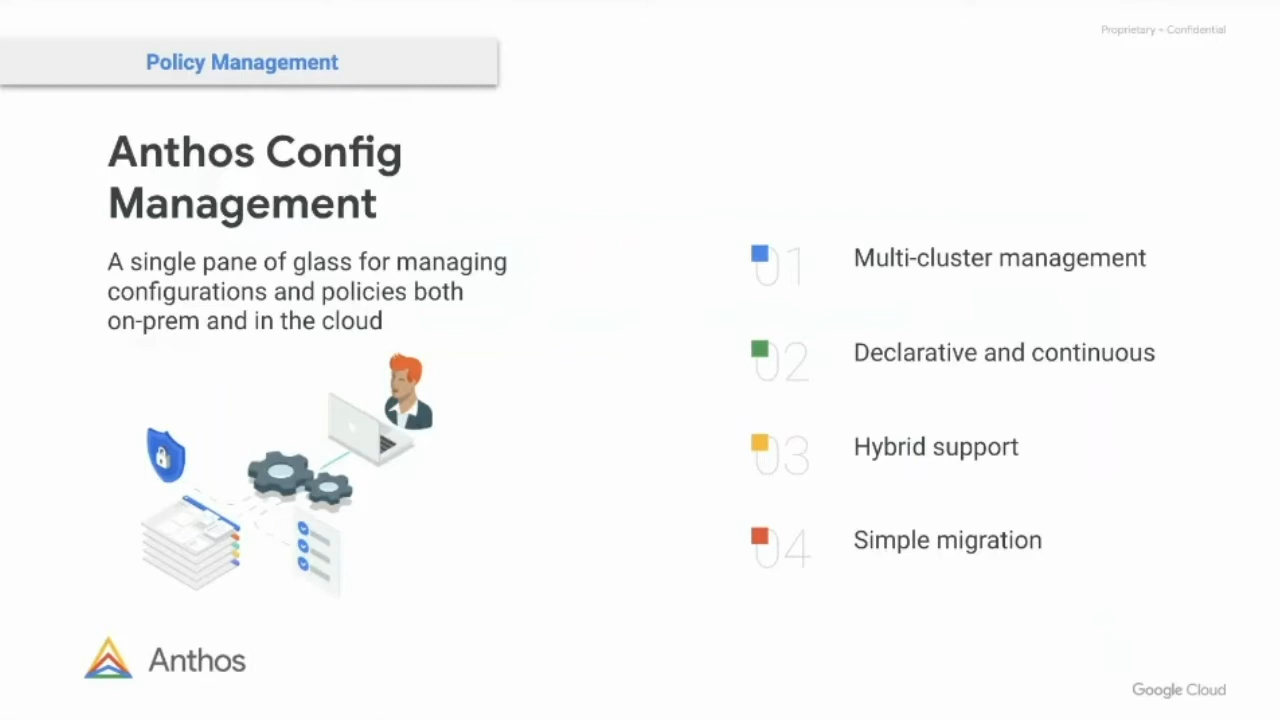 Proprietary + Confidential
Policy Management
Anthos Config
Management
A single pane of glass for managing
configurations and policies both
on-prem and in the cloud
01 Multi-cluster management
02 Declarative and continuous
03 Hybrid support
04 Simple migration
Anthos
Google Cloud